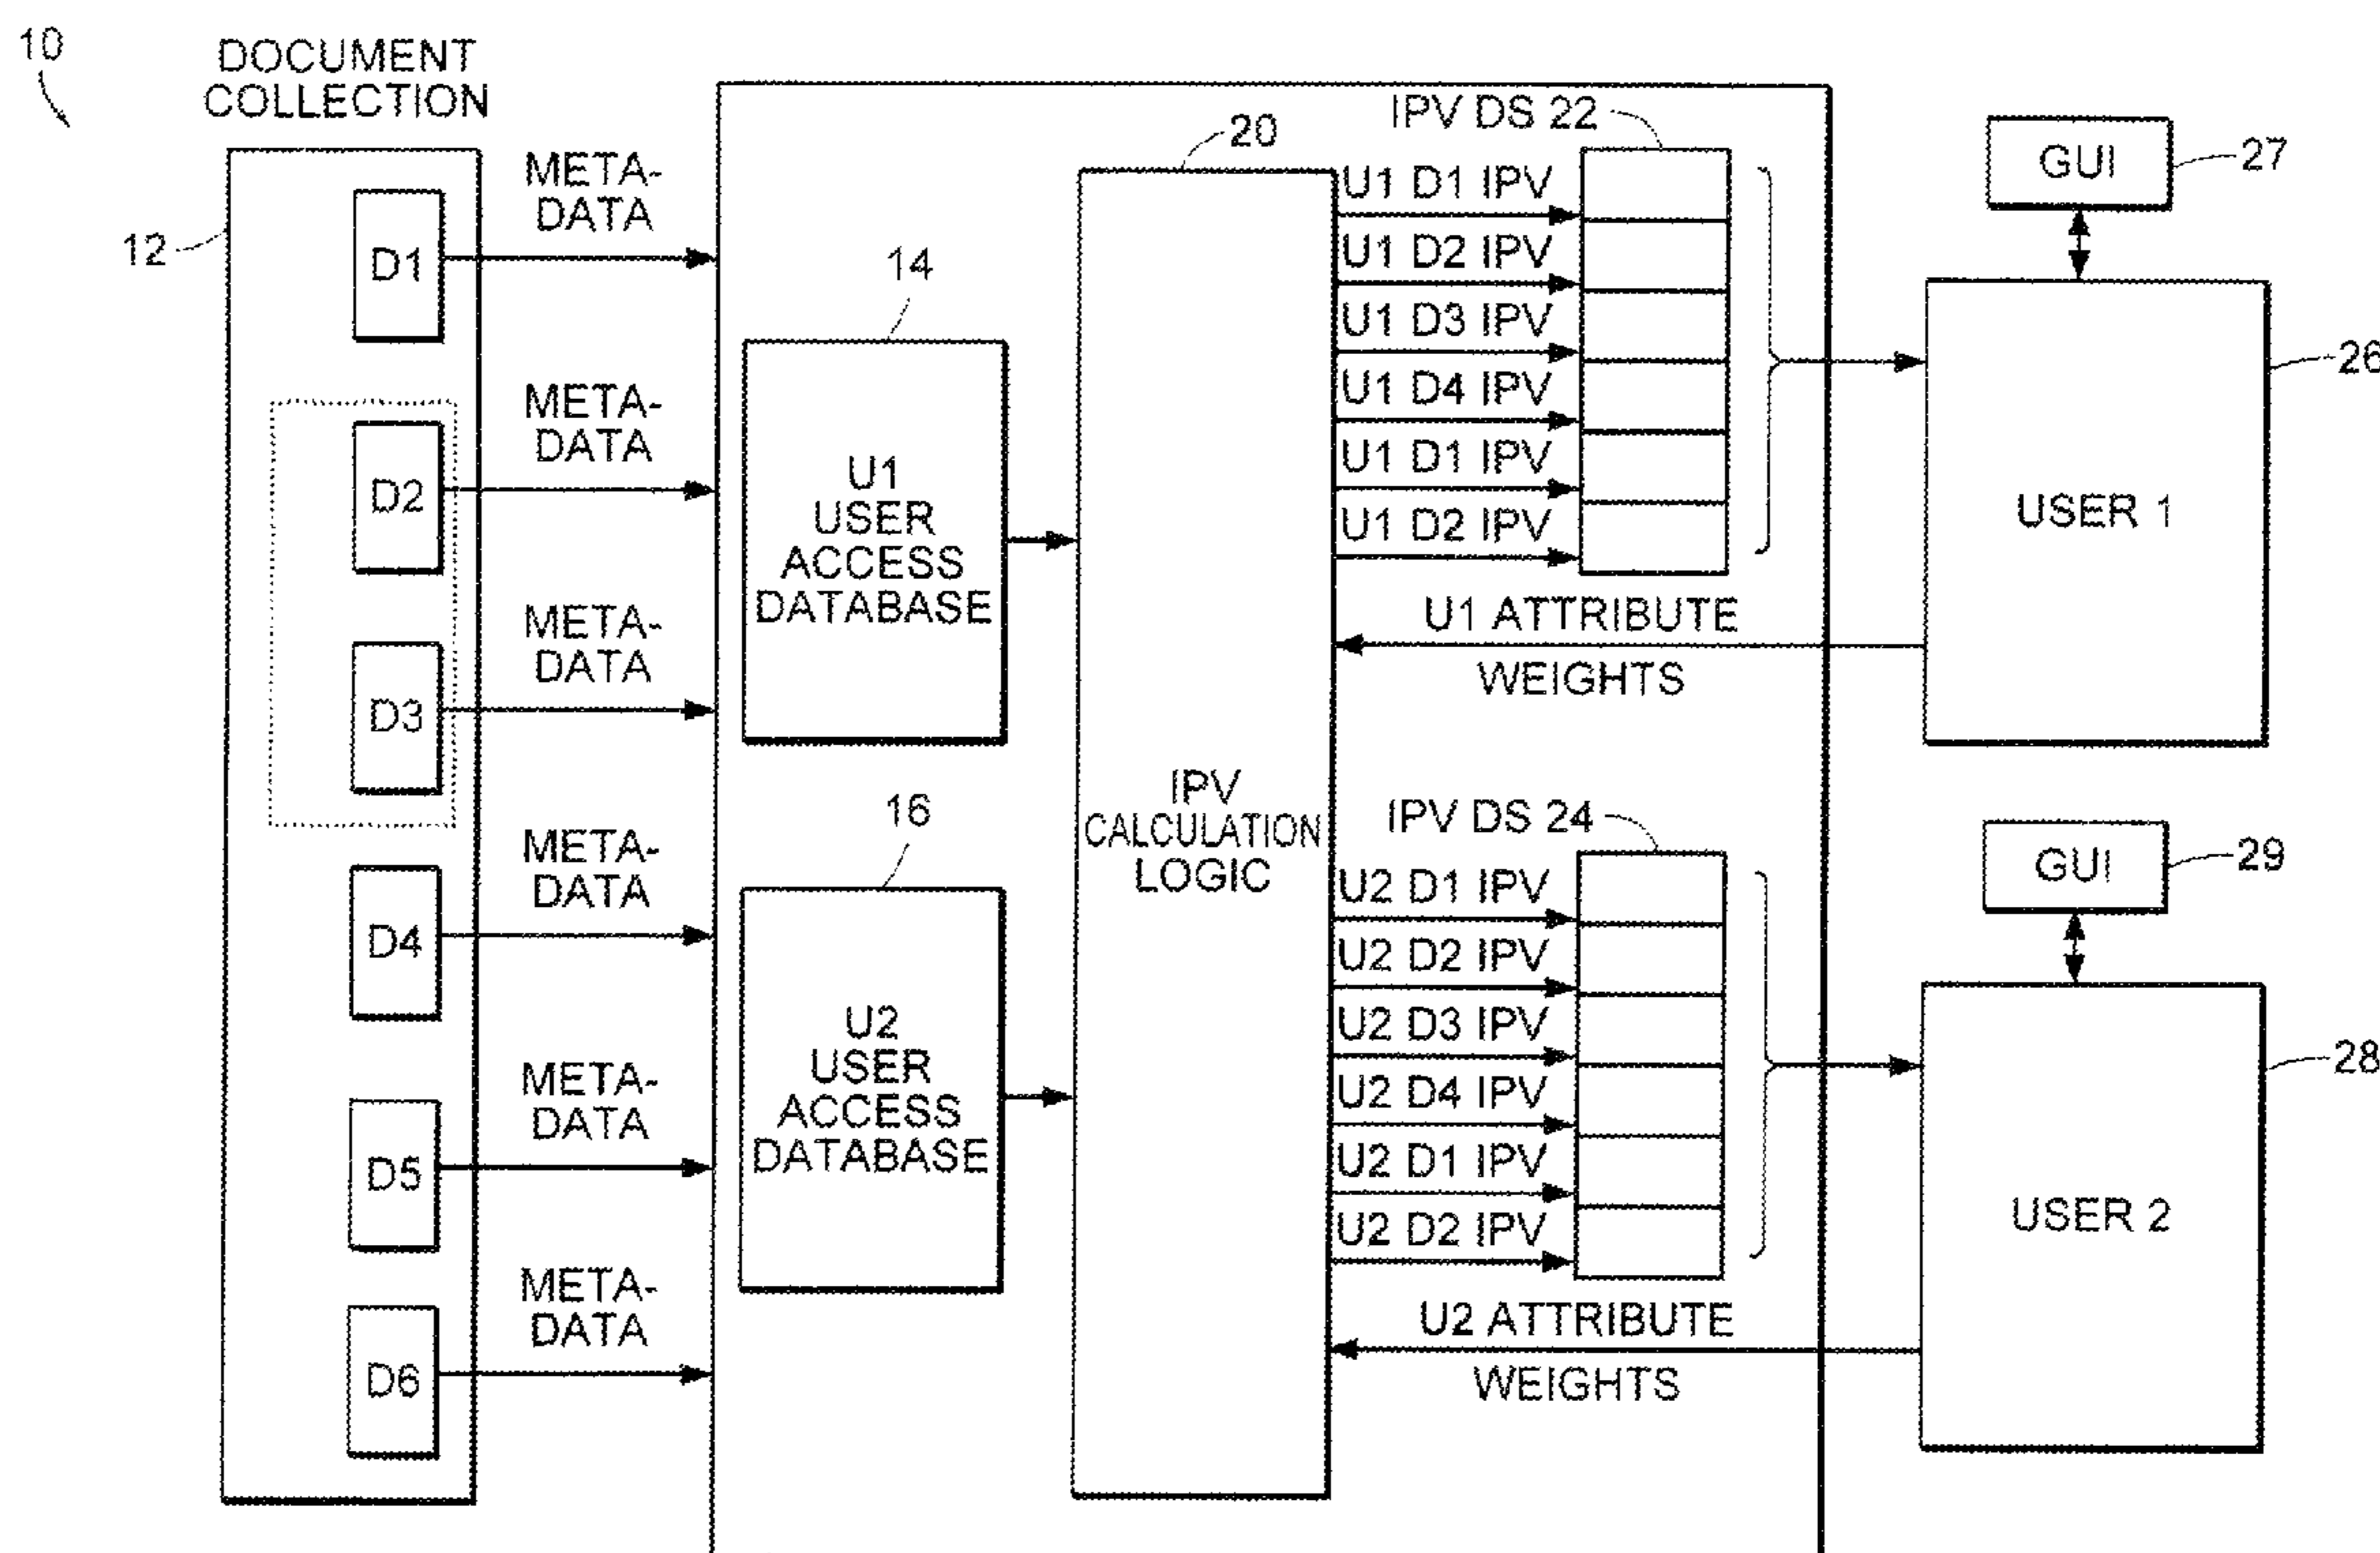 10
DOCUMENT
COLLECTION
12
D1
D2
D3
D4
D5
D6
META-
DATA
META-
DATA
META-
DATA
META-
DATA
META-
DATA
META-
DATA
14
U1
USER
ACCESS
DATABASE
16
U2
USER
ACCESS
DATABASE
20
IPV
CALCULATION
LOGIC
IPV DS 22
U1 D1 IPV
U1 D2 IPV
U1 D3 IPV
U1 D4 IPV
U1 D1 IPV
U1 D2 IPV
U1 ATTRIBUTE
WEIGHTS
IPV DS 24
U2 D1 IPV
U2 D2 IPV
U2 D3 IPV
U2 D4 IPV
U2 D1 IPV
U2 D2 IPV
U2 ATTRIBUTE
WEIGHTS
GUI
27
USER 1
26
GUI
29
USER 2
28